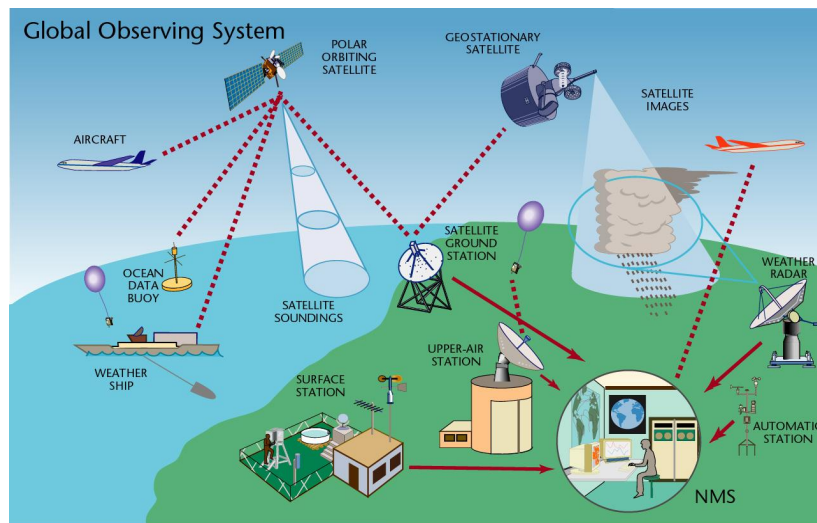 Global Observing System
POLAR
ORBITING
SATELLITE
GEOSTATIONARY
SATELLITE
SATELLITE
IMAGES
AIRCRAFT
OCEAN
DATA
BUOY
SATELLITE
SOUNDINGS
SATELLITE
GROUND
STATION
WEATHER
RADAR
WEATHER
SHIP
UPPER-AIR
STATION
SURFACE
STATION
AUTOMATIC
STATION
NMS